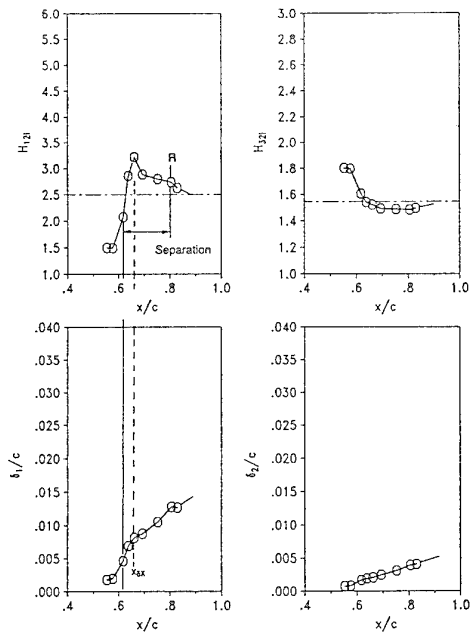 6.0
5.5
5.0
4.5
4.0
3.5
3.0
2.5
2.0
1.5
1.0
H12i
R
Separation
.4 .6 .8 1.0
x/c
3.0
2.8
2.6
2.4
2.2
2.0
1.8
1.6
1.4
1.2
1.0
H32i
.4 .6 .8 1.0
x/c
.040
.035
.030
.025
.020
.015
.010
.005
.000
δ1/c
xδx
.4 .6 .8 1.0
x/c
.040
.035
.030
.025
.020
.015
.010
.005
.000
δ2/c
.4 .6 .8 1.0
x/c